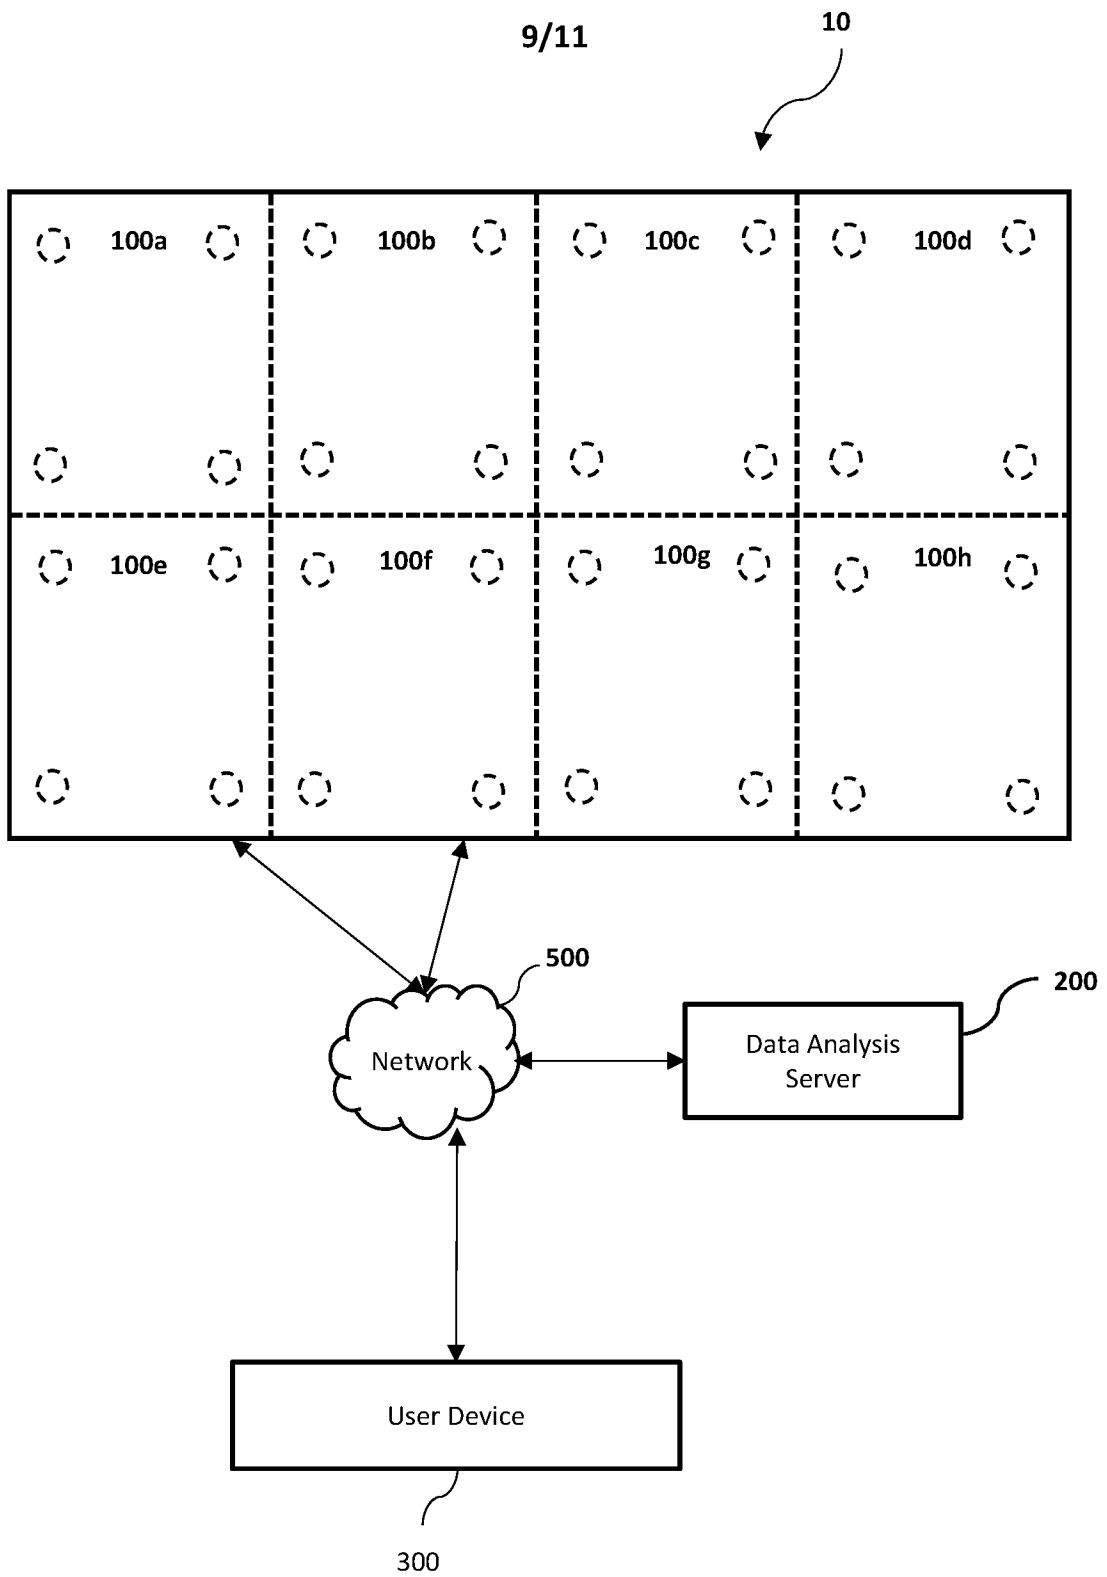 9/11
10
100a
100b
100c
100d
100e
100f
100g
100h
500
200
Network
Data Analysis
Server
User Device
300